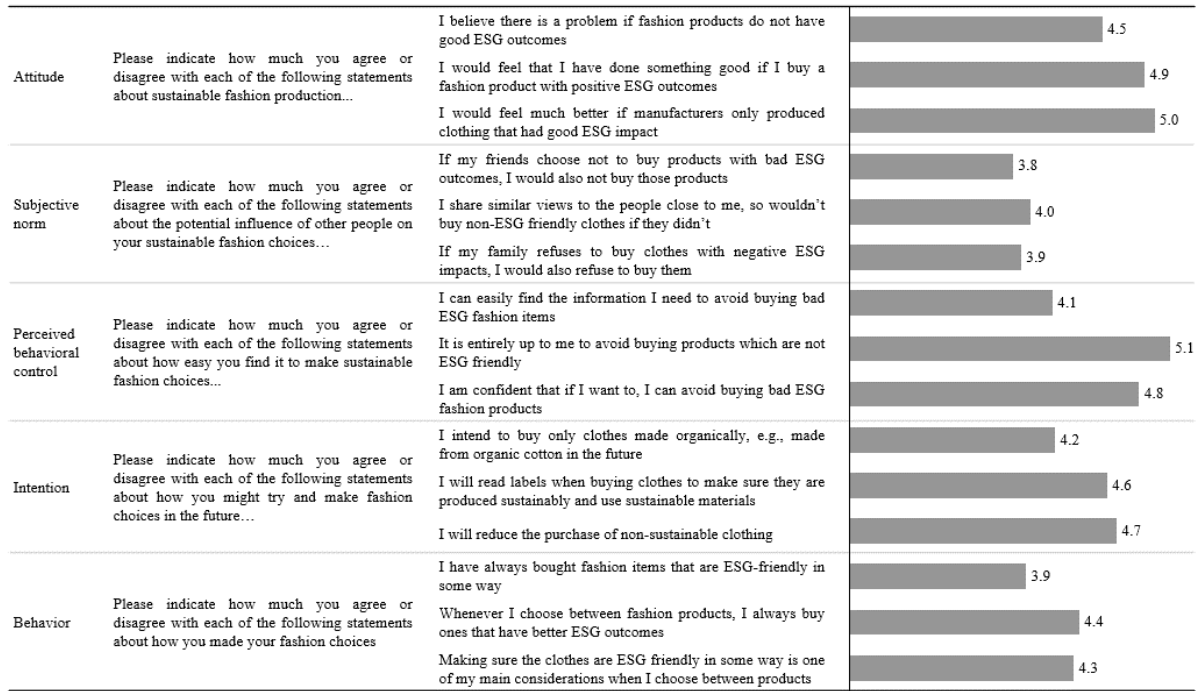 Attitude
Please indicate how much you agree or
disagree with each of the following statements
about sustainable fashion production...
I believe there is a problem if fashion products do not have
good ESG outcomes
4.5
I would feel that I have done something good if I buy a
fashion product with positive ESG outcomes
4.9
I would feel much better if manufacturers only produced
clothing that had good ESG impact
5.0
Subjective
norm
Please indicate how much you agree or
disagree with each of the following statements
about the potential influence of other people on
your sustainable fashion choices…
If my friends choose not to buy products with bad ESG
outcomes, I would also not buy those products
3.8
I share similar views to the people close to me, so wouldn’t
buy non-ESG friendly clothes if they didn’t
4.0
If my family refuses to buy clothes with negative ESG
impacts, I would also refuse to buy them
3.9
Perceived
behavioral
control
Please indicate how much you agree or
disagree with each of the following statements
about how easy you find it to make sustainable
fashion choices...
I can easily find the information I need to avoid buying bad
ESG fashion items
4.1
It is entirely up to me to avoid buying products which are not
ESG friendly
5.1
I am confident that if I want to, I can avoid buying bad ESG
fashion products
4.8
Intention
Please indicate how much you agree or
disagree with each of the following statements
about how you might try and make fashion
choices in the future…
I intend to buy only clothes made organically, e.g., made
from organic cotton in the future
4.2
I will read labels when buying clothes to make sure they are
produced sustainably and use sustainable materials
4.6
I will reduce the purchase of non-sustainable clothing
4.7
Behavior
Please indicate how much you agree or
disagree with each of the following statements
about how you made your fashion choices
I have always bought fashion items that are ESG-friendly in
some way
3.9
Whenever I choose between fashion products, I always buy
ones that have better ESG outcomes
4.4
Making sure the clothes are ESG friendly in some way is one
of my main considerations when I choose between products
4.3